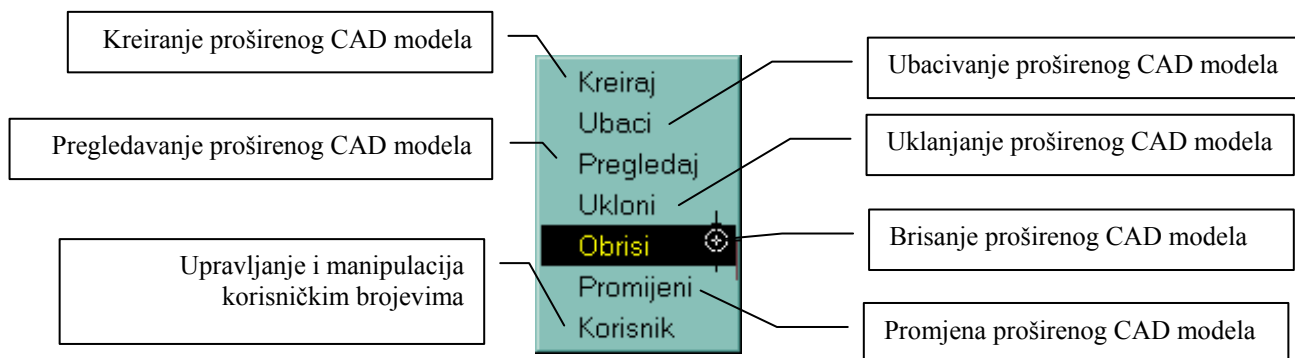 Kreiranje proširenog CAD modela
Pregledavanje proširenog CAD modela
Upravljanje i manipulacija
korisničkim brojevima
Kreiraj
Ubaci
Pregledaj
Ukloni
Obrisi
Promijeni
Korisnik
Ubacivanje proširenog CAD modela
Uklanjanje proširenog CAD modela
Brisanje proširenog CAD modela
Promjena proširenog CAD modela